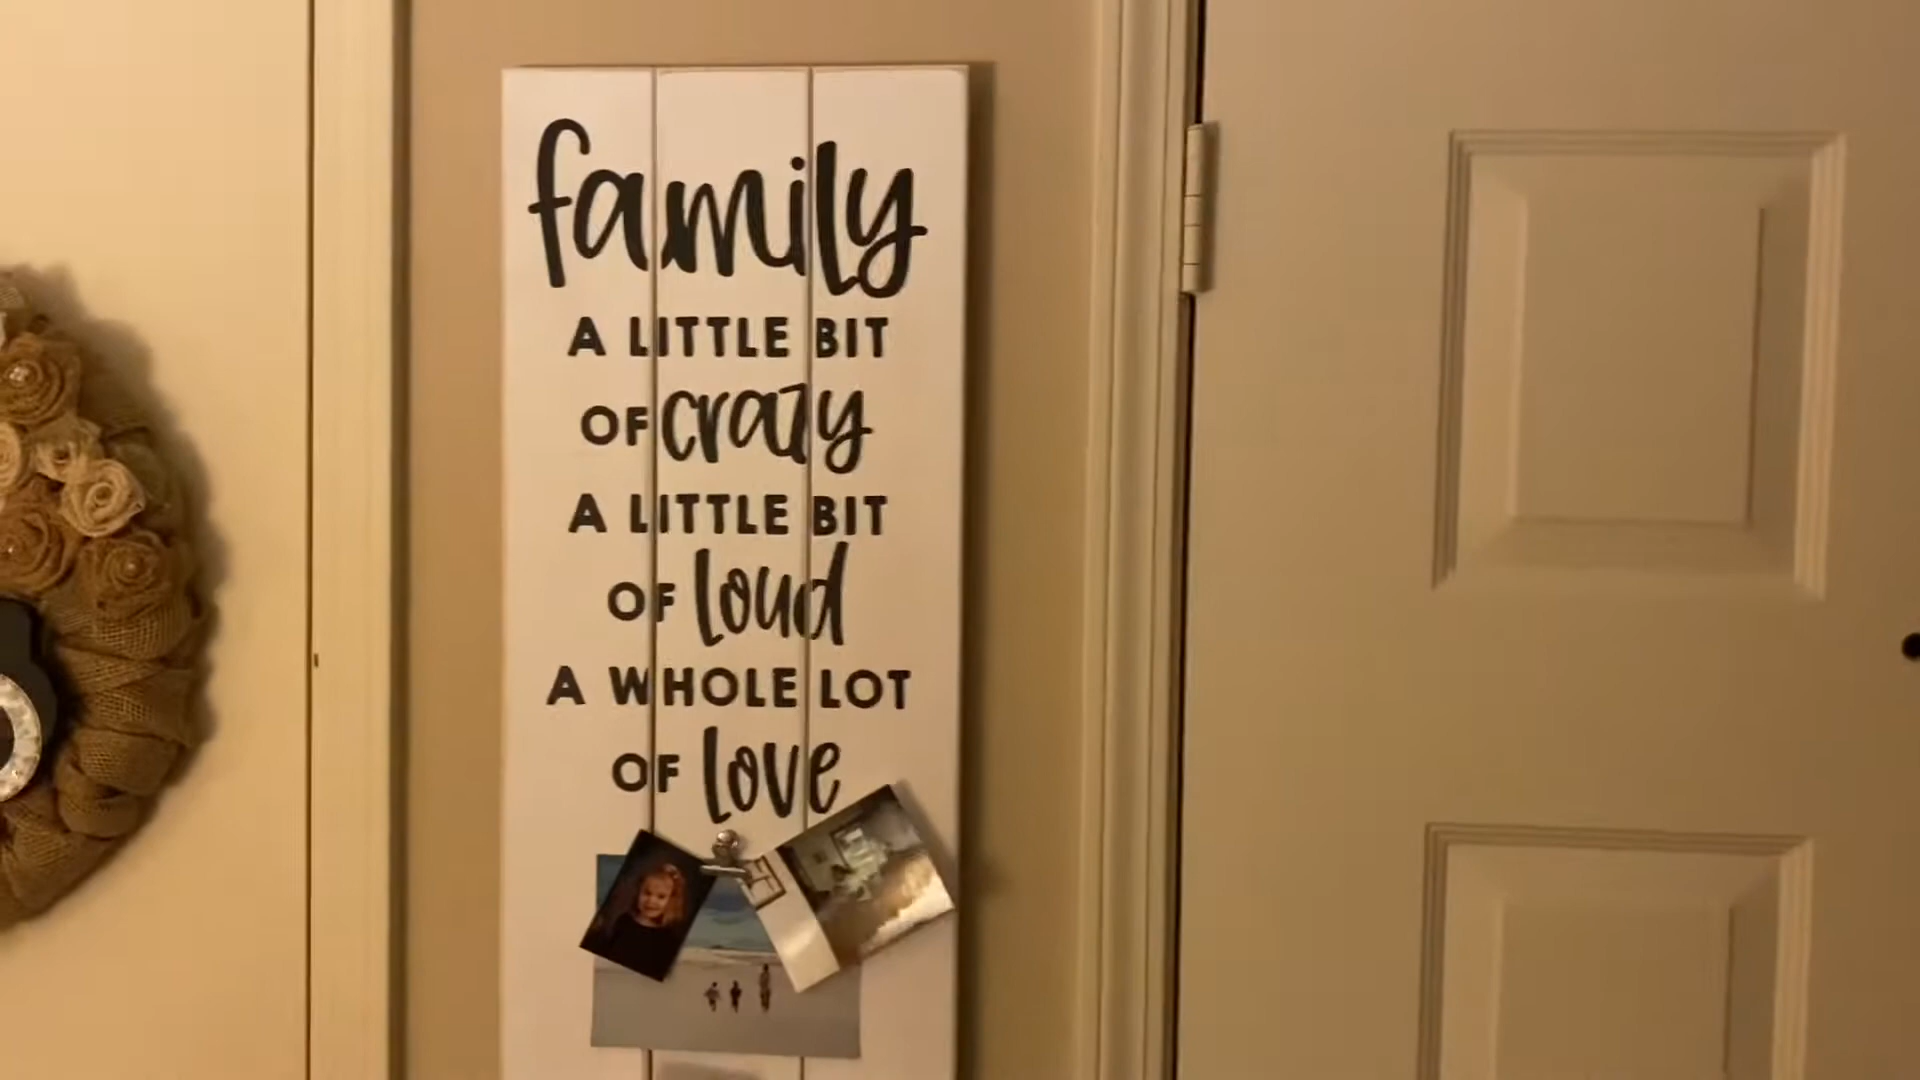 family
A LITTLE BIT
OF crazy
A LITTLE BIT
OF loud
A WHOLE LOT
OF love